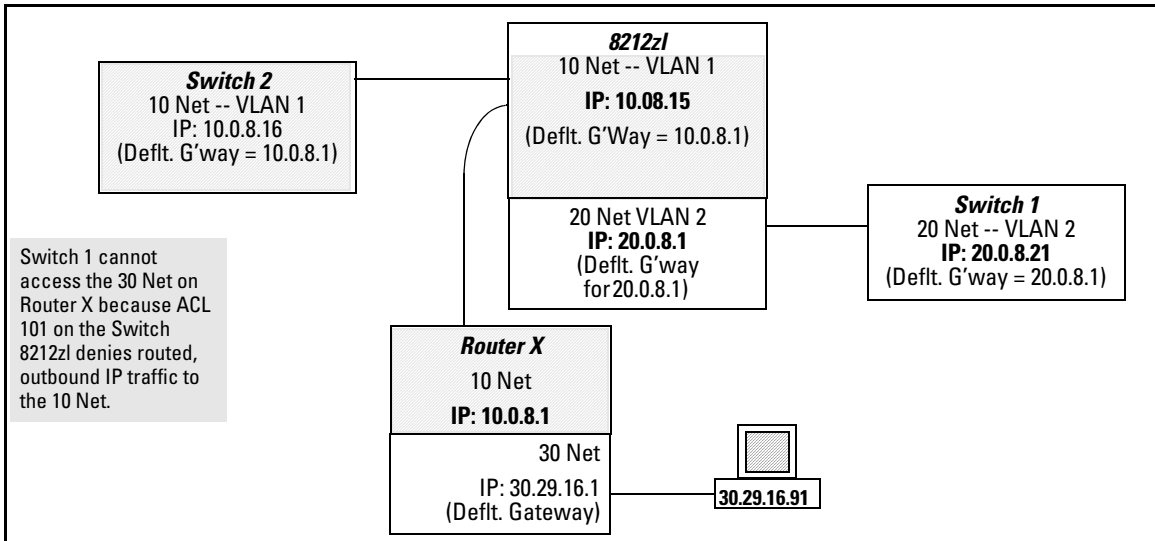 8212zl
10 Net -- VLAN 1
IP: 10.08.15
(Deflt. G'Way = 10.0.8.1)
20 Net VLAN 2
IP: 20.0.8.1
(Deflt. G'way
for 20.0.8.1)
Switch 2
10 Net -- VLAN 1
IP: 10.0.8.16
(Deflt. G'way = 10.0.8.1)
Switch 1
20 Net -- VLAN 2
IP: 20.0.8.21
(Deflt. G'way = 20.0.8.1)
Switch 1 cannot
access the 30 Net on
Router X because ACL
101 on the Switch
8212zl denies routed,
outbound IP traffic to
the 10 Net.
Router X
10 Net
IP: 10.0.8.1
30 Net
IP: 30.29.16.1
(Deflt. Gateway)
30.29.16.91